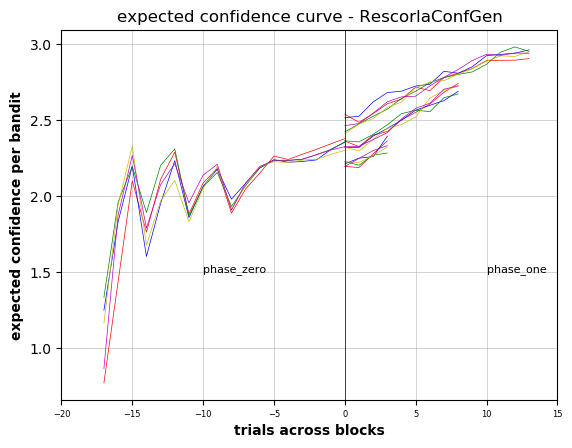 expected confidence curve - RescorlaConfGen
expected confidence per bandit
3.0
2.5
2.0
1.5
1.0
phase_zero
phase_one
−20 −15 −10 −5 0 5 10 15
trials across blocks